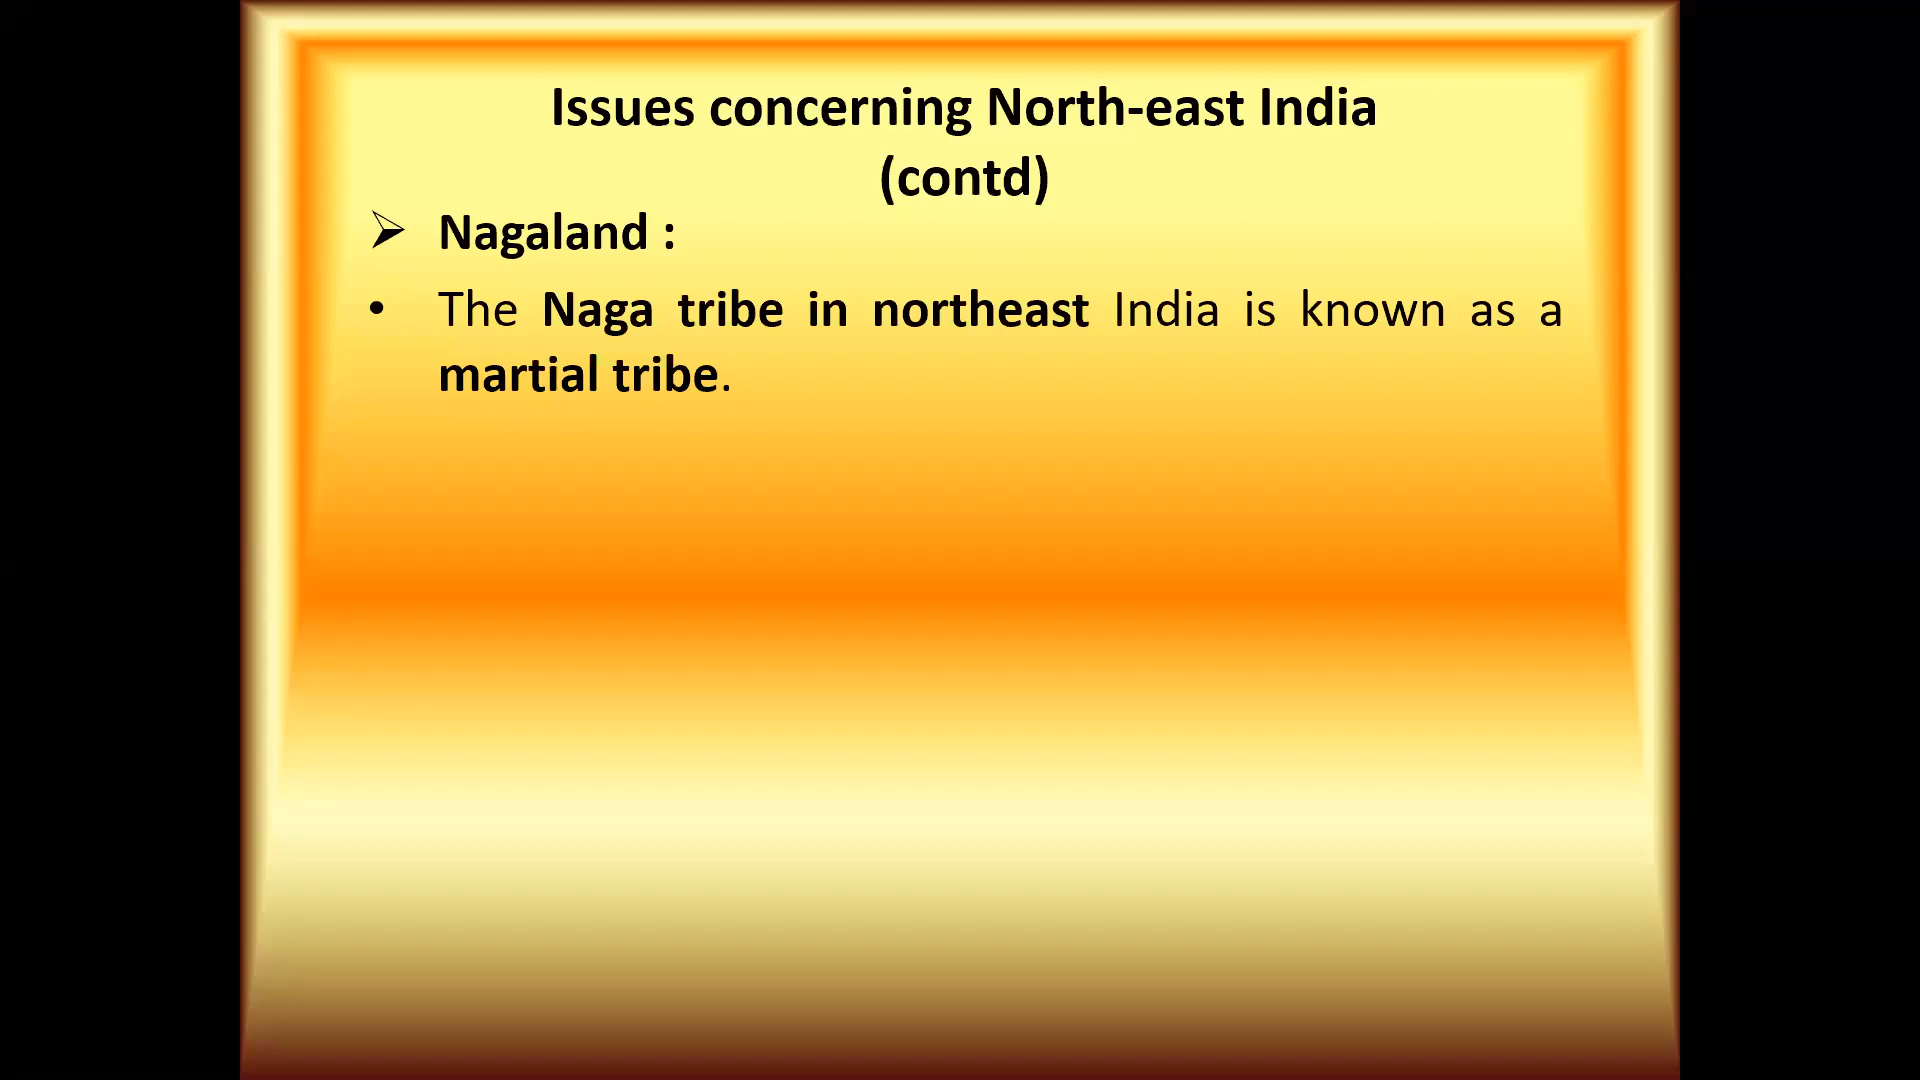 Issues concerning North-east India
(contd)
➢ Nagaland :
• The Naga tribe in northeast India is known as a
martial tribe.